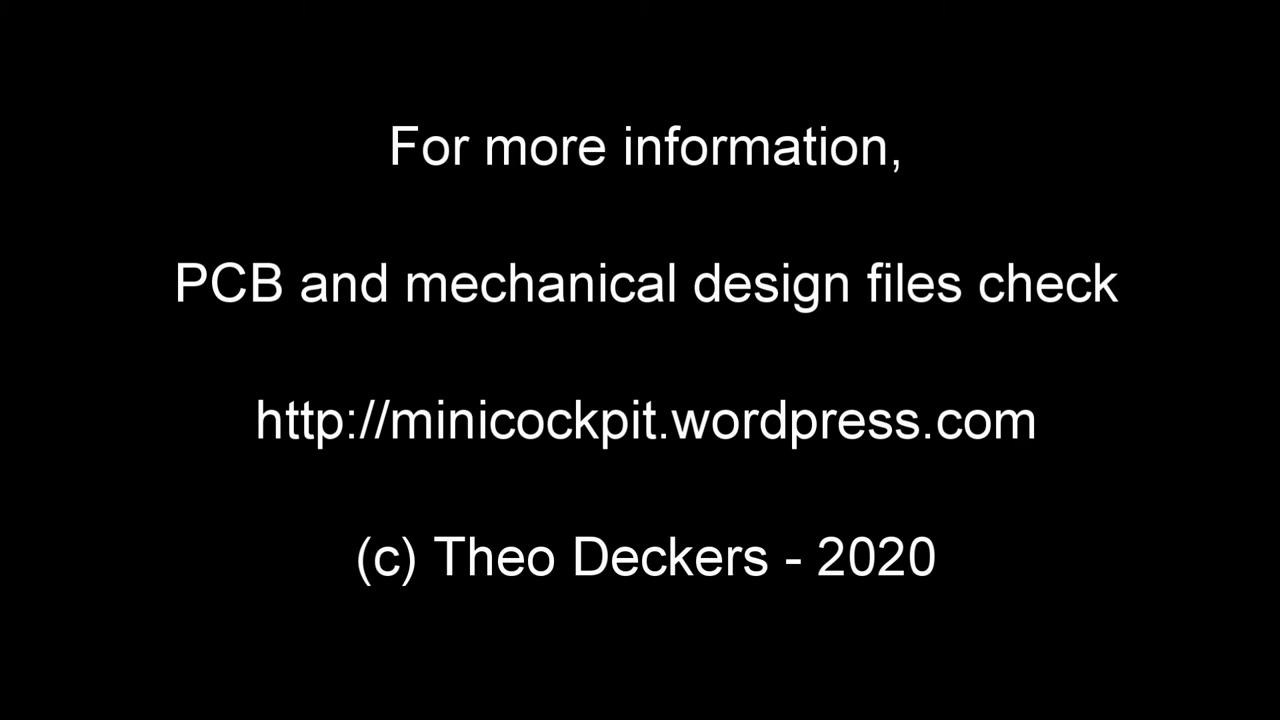 For more information,
PCB and mechanical design files check
http://minicockpit.wordpress.com
(c) Theo Deckers - 2020